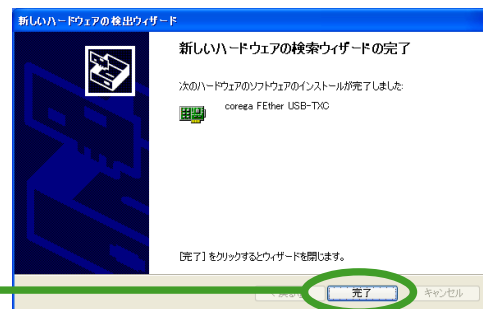 新しいハードウェアの検出ウィザード
新しいハードウェアの検索ウィザードの完了
次のハードウェアのソフトウェアのインストールが完了しました:
corega FEther USB-TXC
[完了] をクリックするとウィザードを閉じます。
完了
キャンセル